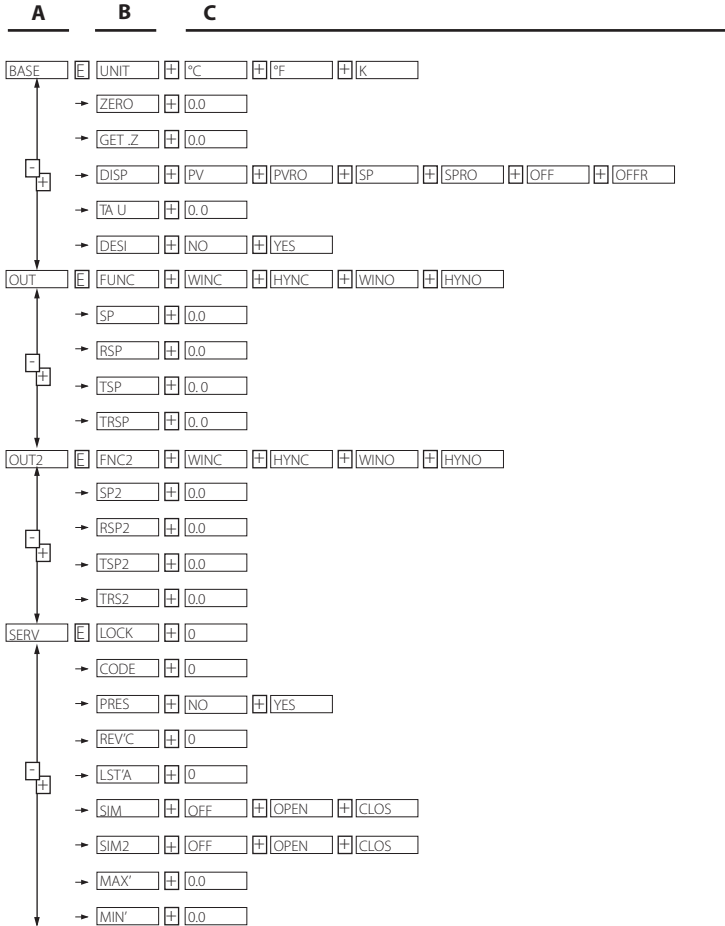 A B C
BASE E UNIT + °C + °F + K
ZERO + 0.0
GET .Z + 0.0
- + DISP + PV + PVRO + SP + SPRO + OFF + OFFR
TA U + 0. 0
DESI + NO + YES
OUT E FUNC + WINC + HYNC + WINO + HYNO
SP + 0.0
RSP + 0.0
- + TSP + 0. 0
TRSP + 0. 0
OUT2 E FNC2 + WINC + HYNC + WINO + HYNO
SP2 + 0.0
RSP2 + 0.0
- + TSP2 + 0.0
TRS2 + 0.0
SERV E LOCK + 0
CODE + 0
PRES + NO + YES
REV'C + 0
- + LST'A + 0
SIM + OFF + OPEN + CLOS
SIM2 + OFF + OPEN + CLOS
MAX' + 0.0
MIN' + 0.0